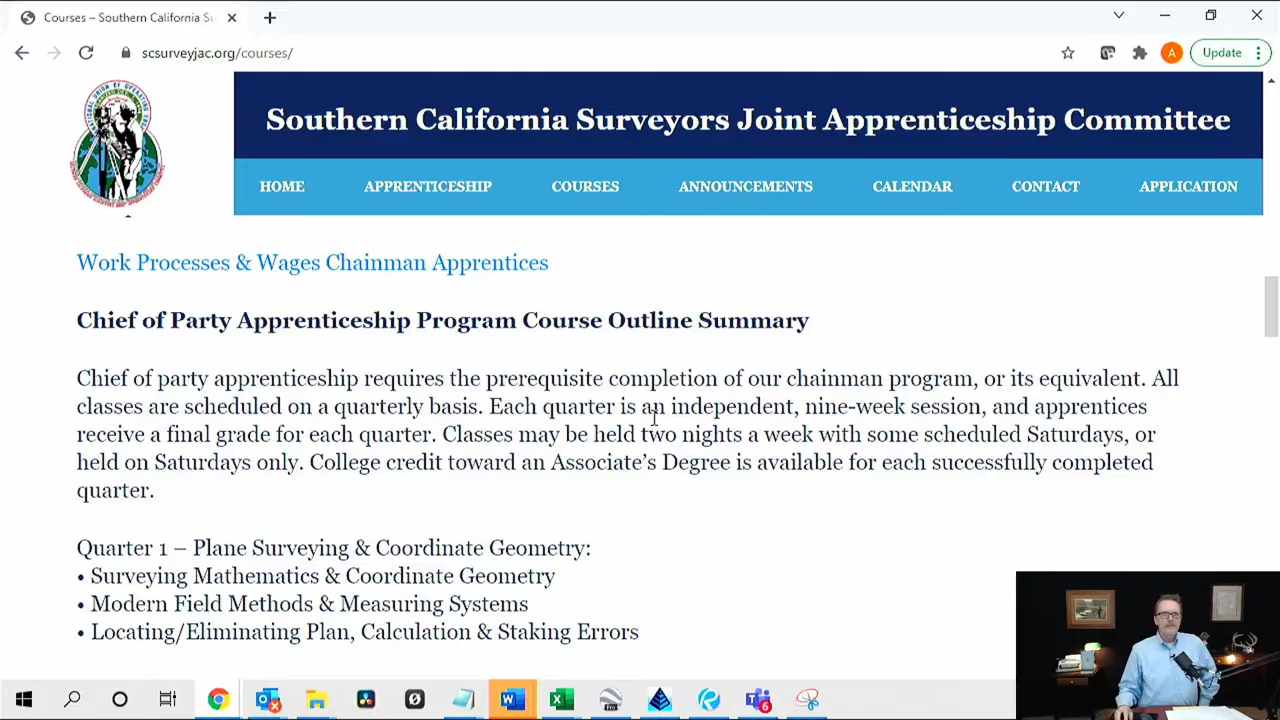 Courses – Southern California Su
scsurveyjac.org/courses/
Update
Southern California Surveyors Joint Apprenticeship Committee
HOME APPRENTICESHIP COURSES ANNOUNCEMENTS CALENDAR CONTACT APPLICATION
Work Processes & Wages Chainman Apprentices
Chief of Party Apprenticeship Program Course Outline Summary
Chief of party apprenticeship requires the prerequisite completion of our chainman program, or its equivalent. All
classes are scheduled on a quarterly basis. Each quarter is an independent, nine-week session, and apprentices
receive a final grade for each quarter. Classes may be held two nights a week with some scheduled Saturdays, or
held on Saturdays only. College credit toward an Associate’s Degree is available for each successfully completed
quarter.
Quarter 1 – Plane Surveying & Coordinate Geometry:
• Surveying Mathematics & Coordinate Geometry
• Modern Field Methods & Measuring Systems
• Locating/Eliminating Plan, Calculation & Staking Errors